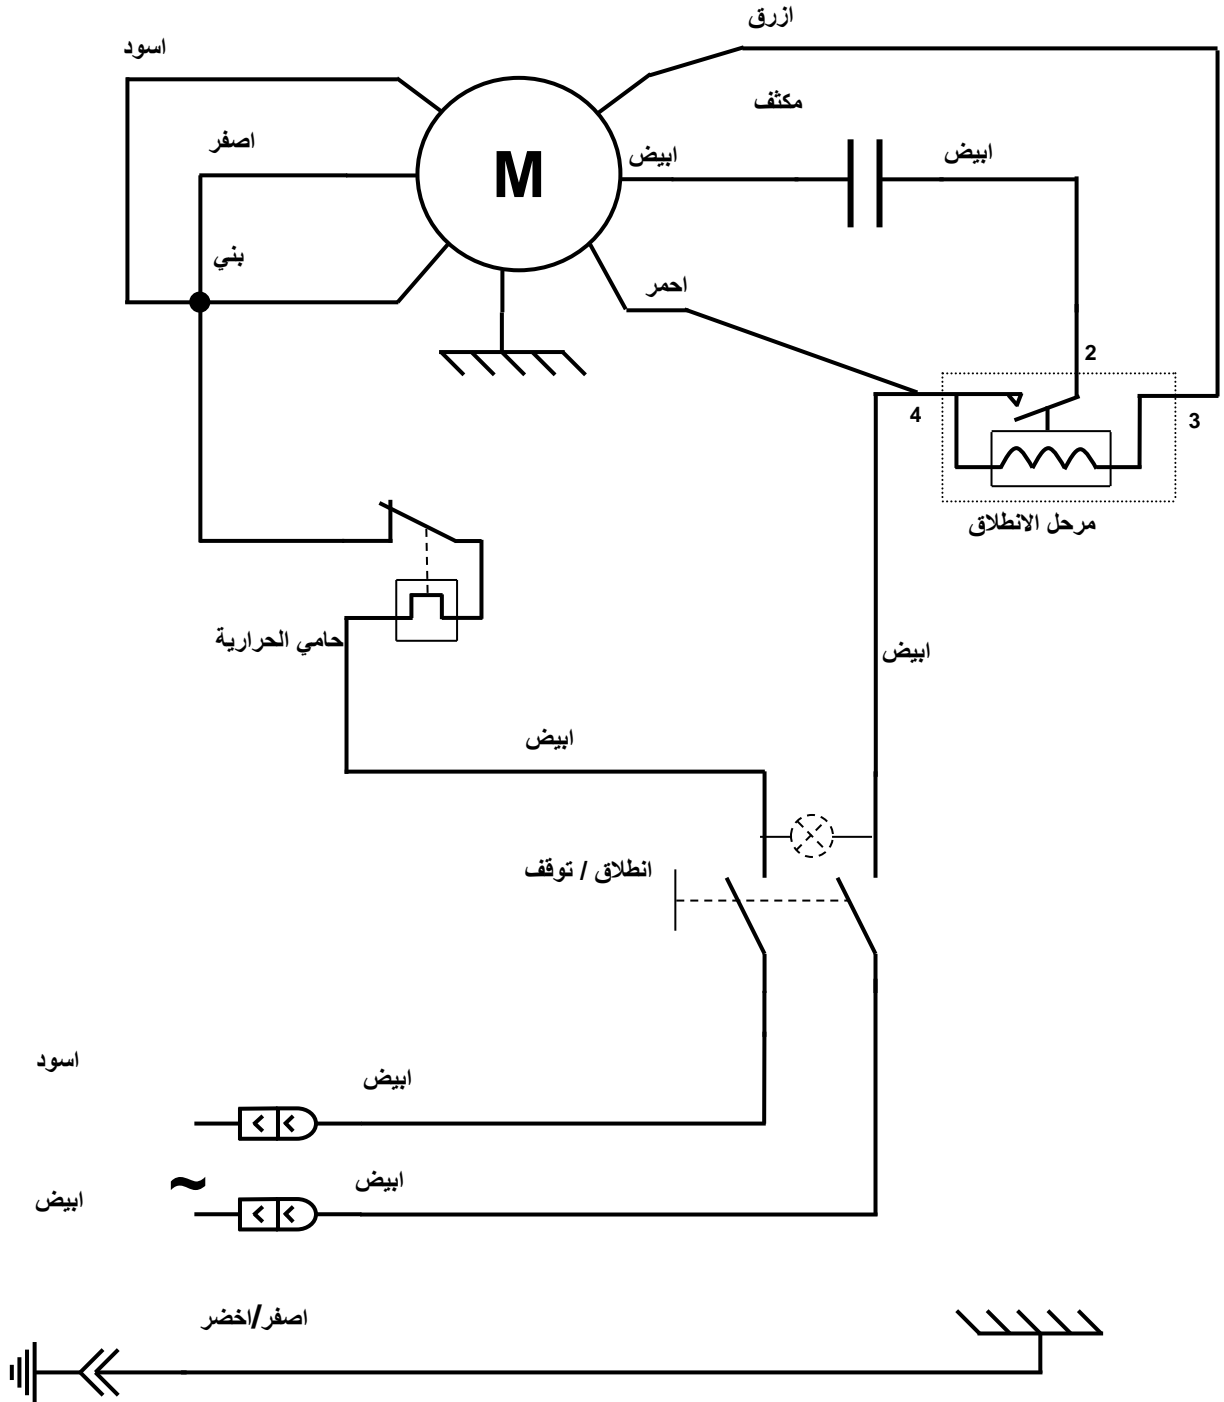 ازرق
اسود
مكثف
اصفر
ابيض
ابيض
M
بني
احمر
2
4
3
مرحل الانطلاق
حامي الحرارية
ابيض
ابيض
انطلاق / توقف
اسود
ابيض
~
ابيض
ابيض
اصفر/اخضر